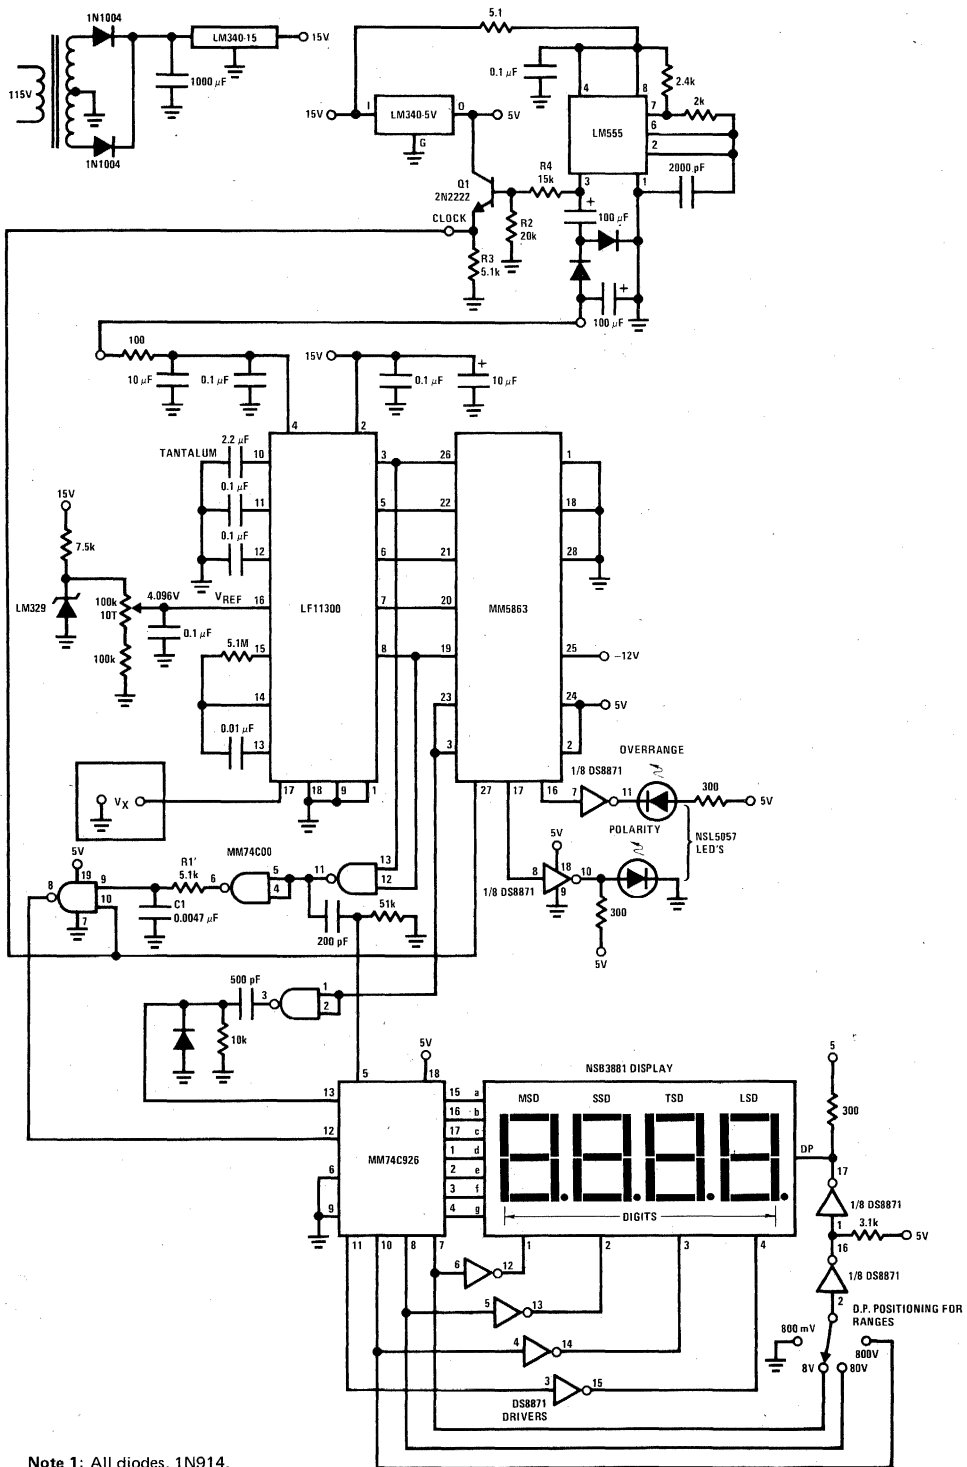 1N1004
LM340-15
15V
1000 µF
115V
1N1004
5.1
0.1 µF
4
8
2.4k
7
2k
6
2
LM555
15V
I
LM340-5V
O
5V
G
3
1
2000 pF
R4
15k
Q1
2N2222
CLOCK
R2
20k
100 µF
+
R3
5.1k
+
100 µF
100
10 µF
0.1 µF
15V
0.1 µF
+
10 µF
4
2
TANTALUM
2.2 µF
10
3
26
1
0.1 µF
11
5
22
18
0.1 µF
12
6
21
28
15V
7.5k
LM329
100k
10T
4.096V
VREF
16
LF11300
7
20
MM5863
0.1 µF
100k
5.1M
15
8
19
25
-12V
14
23
24
5V
0.01 µF
13
3
2
17
18
9
1
27
17
16
VX
1/8 DS8871
7
11
OVERRANGE
300
5V
POLARITY
NSL5057
LED'S
5V
18
8
10
19
1/8 DS8871
300
5V
5V
19
8
9
10
7
R1'
5.1k
C1
0.0047 µF
6
MM74C00
5
4
11
13
12
200 pF
51k
500 pF
3
1
2
10k
5V
18
5
NSB3881 DISPLAY
13
12
6
9
MM74C926
15 a
16 b
17 c
1 d
2 e
3 f
4 g
MSD SSD TSD LSD
DIGITS
DP
5
300
17
1/8 DS8871
1
3.1k
5V
16
1/8 DS8871
2
11
10
8
7
1
2
3
4
6
12
5
13
4
14
3
15
DS8871
DRIVERS
D.P. POSITIONING FOR
RANGES
800 mV
800V
8V
80V
Note 1: All diodes, 1N914.